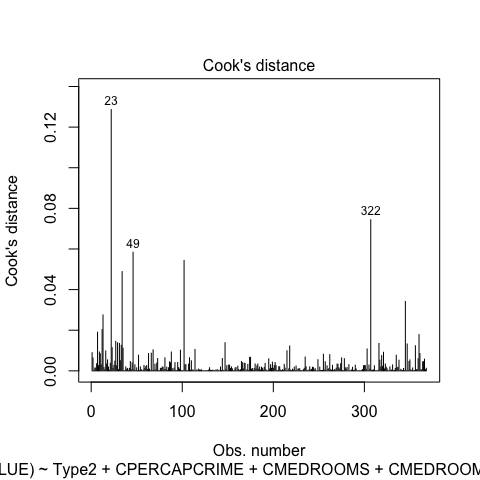 Cook's distance
23
49
322
0.12
0.08
0.04
0.00
Cook's distance
0 100 200 300
Obs. number
LUE) ~ Type2 + CPERCAPCRIME + CMEDROOMS + CMEDROOM